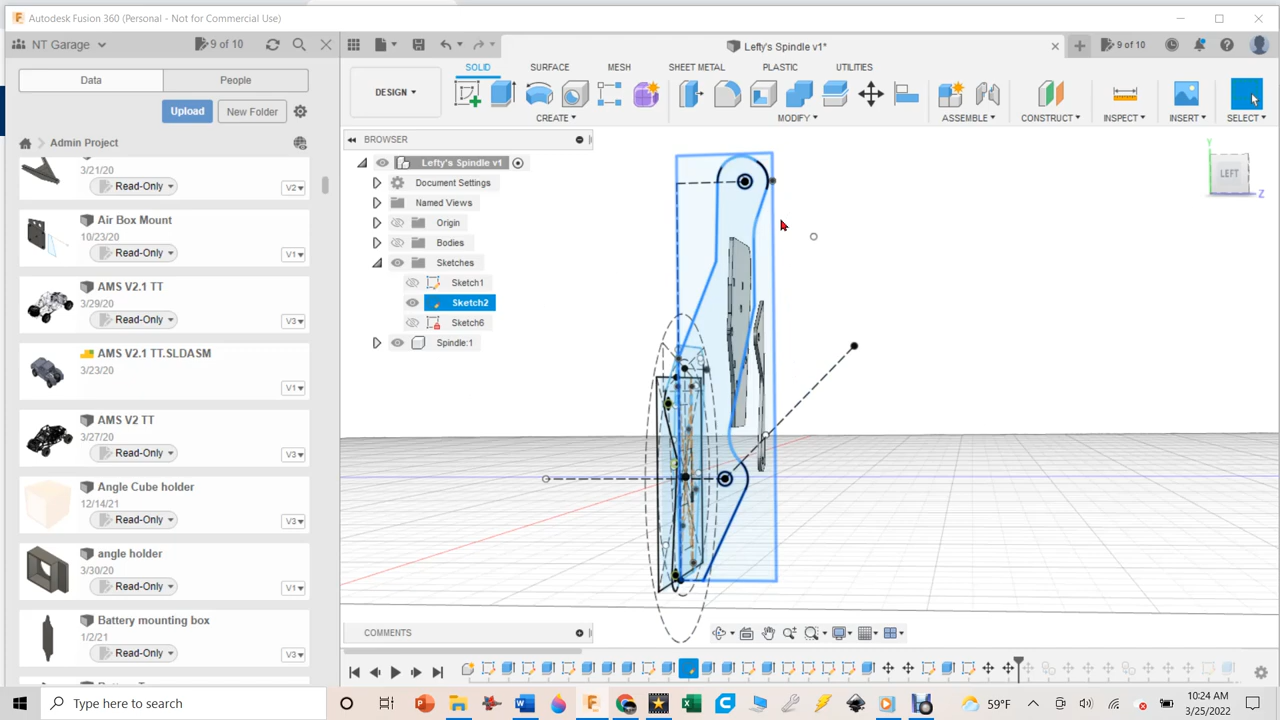 Autodesk Fusion 360 (Personal - Not for Commercial Use)
NT Garage
9 of 10
Lefty's Spindle v1*
9 of 10
Data
People
DESIGN
SOLID
SURFACE
MESH
SHEET METAL
PLASTIC
UTILITIES
CREATE
MODIFY
ASSEMBLE
CONSTRUCT
INSPECT
INSERT
SELECT
Upload
New Folder
Admin Project
3/21/20
Read-Only
V2
Air Box Mount
10/23/20
Read-Only
V1
AMS V2.1 TT
3/29/20
Read-Only
V3
AMS V2.1 TT.SLDASM
3/23/20
Read-Only
V1
AMS V2 TT
3/27/20
Read-Only
V3
Angle Cube holder
12/14/21
Read-Only
V3
angle holder
3/30/20
Read-Only
V1
Battery mounting box
1/2/21
Read-Only
V3
BROWSER
Lefty's Spindle v1
Document Settings
Named Views
Origin
Bodies
Sketches
Sketch1
Sketch2
Sketch6
Spindle:1
Y
LEFT
Z
COMMENTS
Type here to search
59°F
10:24 AM
3/25/2022